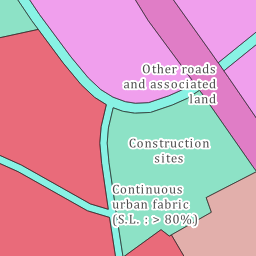 Other roads
and associated
land
Construction
sites
Continuous
urban fabric
(S.L. : > 80%)